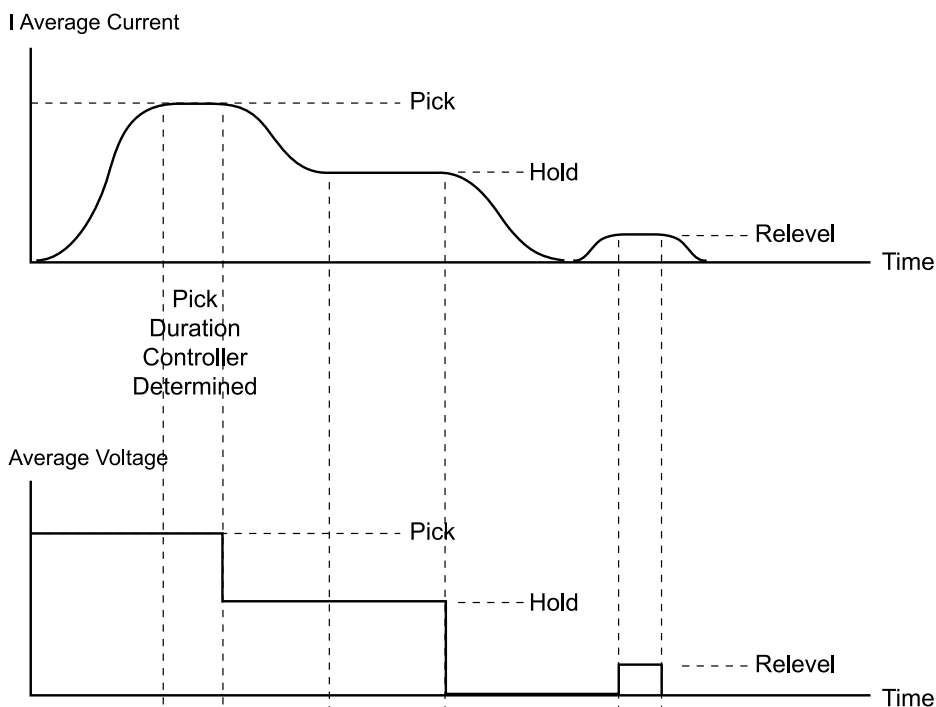 I Average Current
Pick
Hold
Relevel
Time
Pick
Duration
Controller
Determined
Average Voltage
Pick
Hold
Relevel
Time